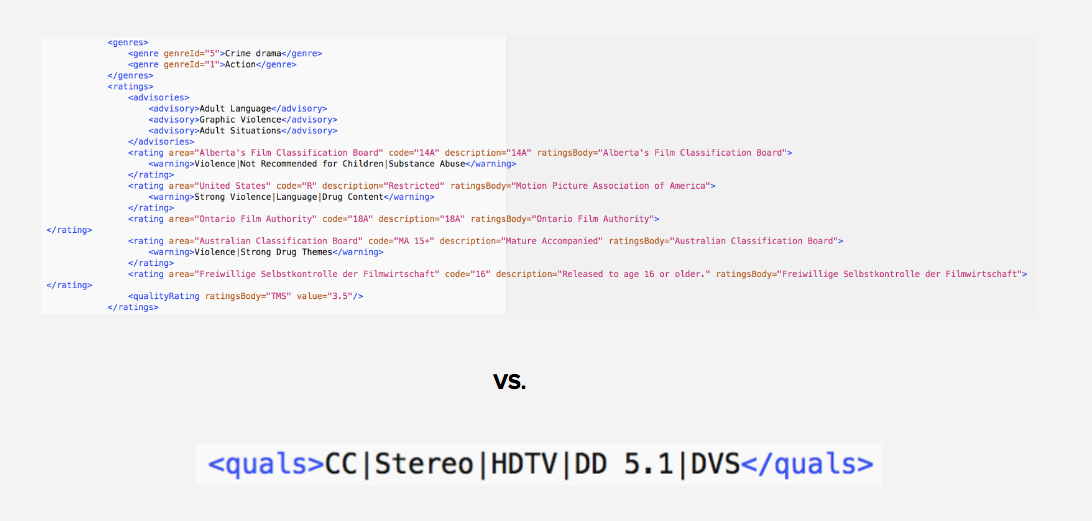 <genres>
<genre genreId="5">Crime drama</genre>
<genre genreId="1">Action</genre>
</genres>
<ratings>
<advisories>
<advisory>Adult Language</advisory>
<advisory>Graphic Violence</advisory>
<advisory>Adult Situations</advisory>
</advisories>
<rating area="Alberta's Film Classification Board" code="14A" description="14A" ratingsBody="Alberta's Film Classification Board">
<warning>Violence|Not Recommended for Children|Substance Abuse</warning>
</rating>
<rating area="United States" code="R" description="Restricted" ratingsBody="Motion Picture Association of America">
<warning>Strong Violence|Language|Drug Content</warning>
</rating>
<rating area="Ontario Film Authority" code="18A" description="18A" ratingsBody="Ontario Film Authority">
</rating>
<rating area="Australian Classification Board" code="MA 15+" description="Mature Accompanied" ratingsBody="Australian Classification Board">
<warning>Violence|Strong Drug Themes</warning>
</rating>
<rating area="Freiwillige Selbstkontrolle der Filmwirtschaft" code="16" description="Released to age 16 or older." ratingsBody="Freiwillige Selbstkontrolle der Filmwirtschaft">
</rating>
<qualityRating ratingsBody="TMS" value="3.5"/>
</ratings>
vs.
<quals>CC|Stereo|HDTV|DD 5.1|DVS</quals>